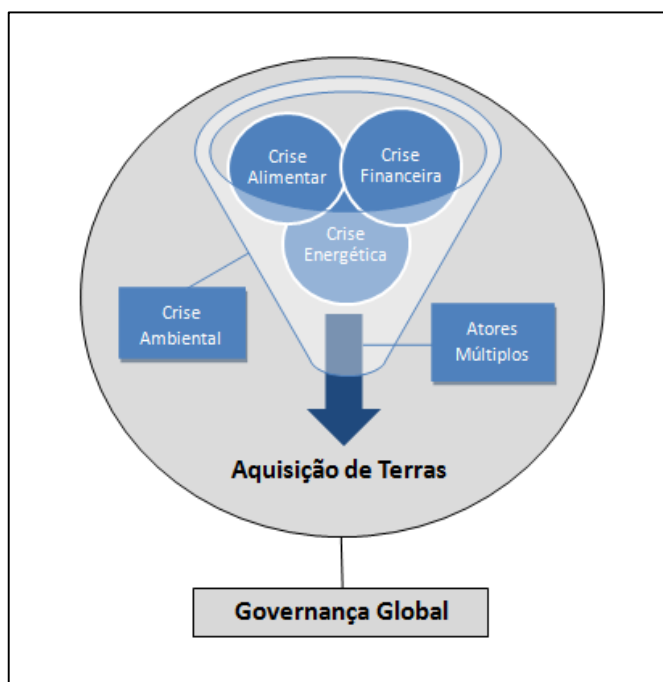 Crise
Alimentar
Crise
Financeira
Crise
Energética
Crise
Ambiental
Atores
Múltiplos
Aquisição de Terras
Governança Global